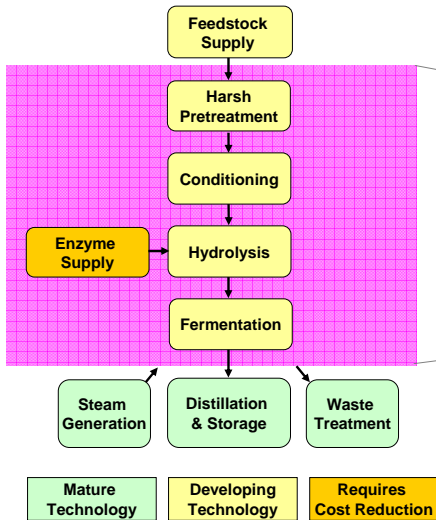 Feedstock
Supply
Harsh
Pretreatment
Conditioning
Enzyme
Supply
Hydrolysis
Fermentation
Steam
Generation
Distillation
& Storage
Waste
Treatment
Mature
Technology
Developing
Technology
Requires
Cost Reduction